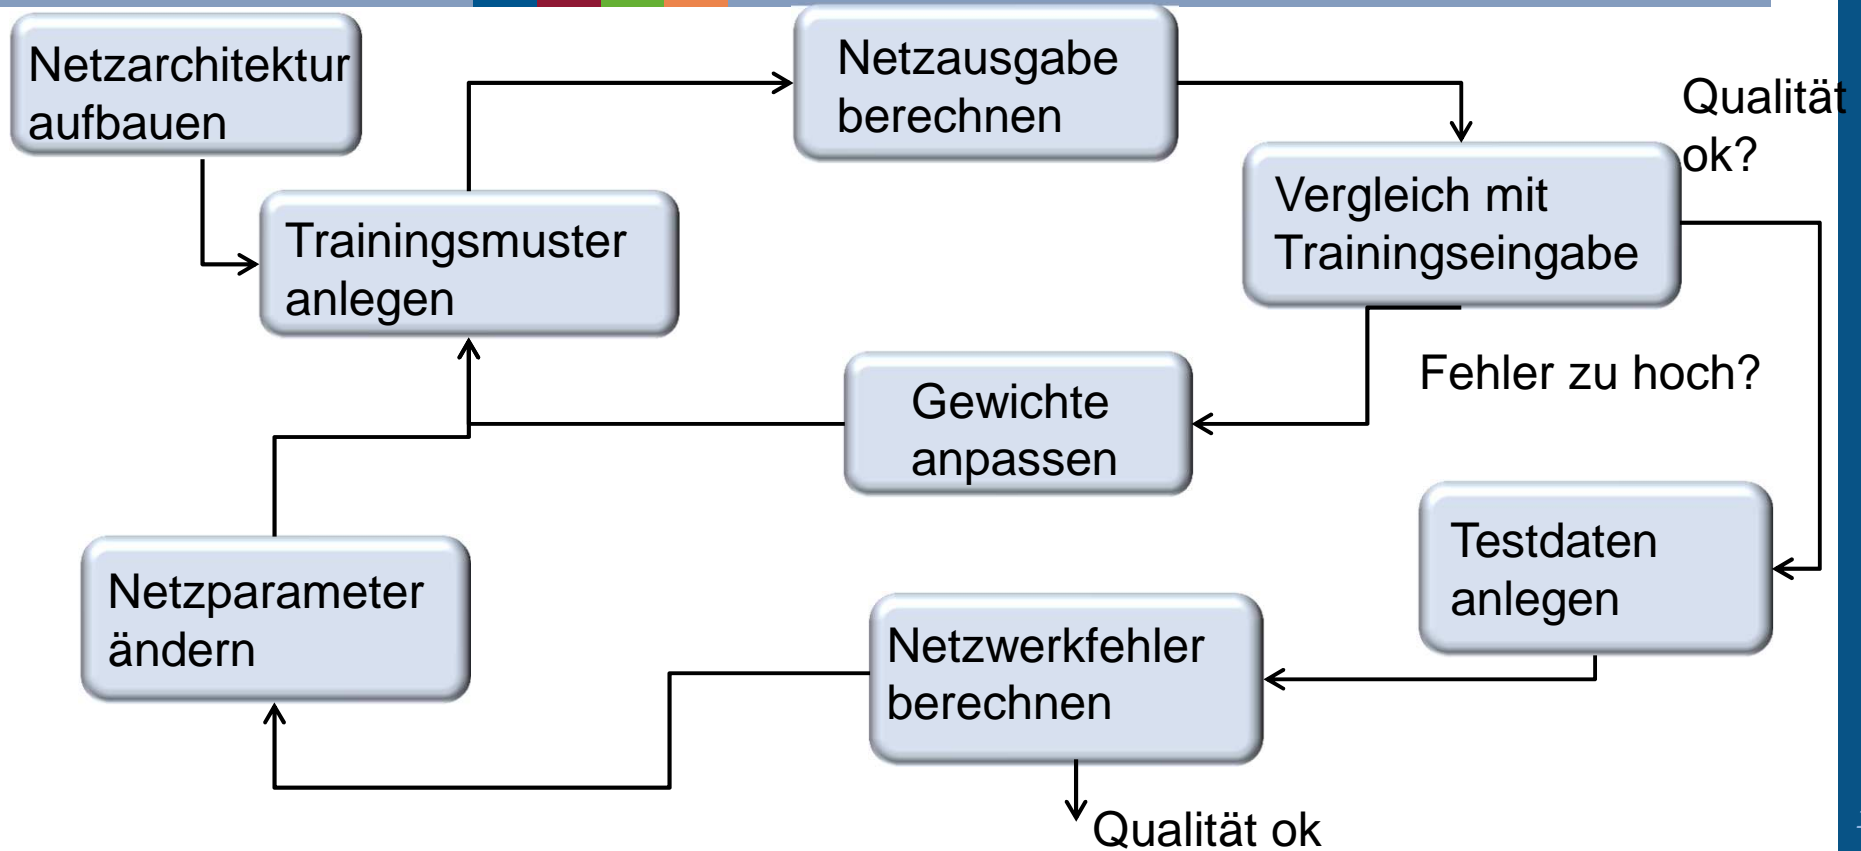 Netzarchitektur
aufbauen
Netzausgabe
berechnen
Qualität
ok?
Vergleich mit
Trainingseingabe
Trainingsmuster
anlegen
Fehler zu hoch?
Gewichte
anpassen
Testdaten
anlegen
Netzparameter
ändern
Netzwerkfehler
berechnen
Qualität ok